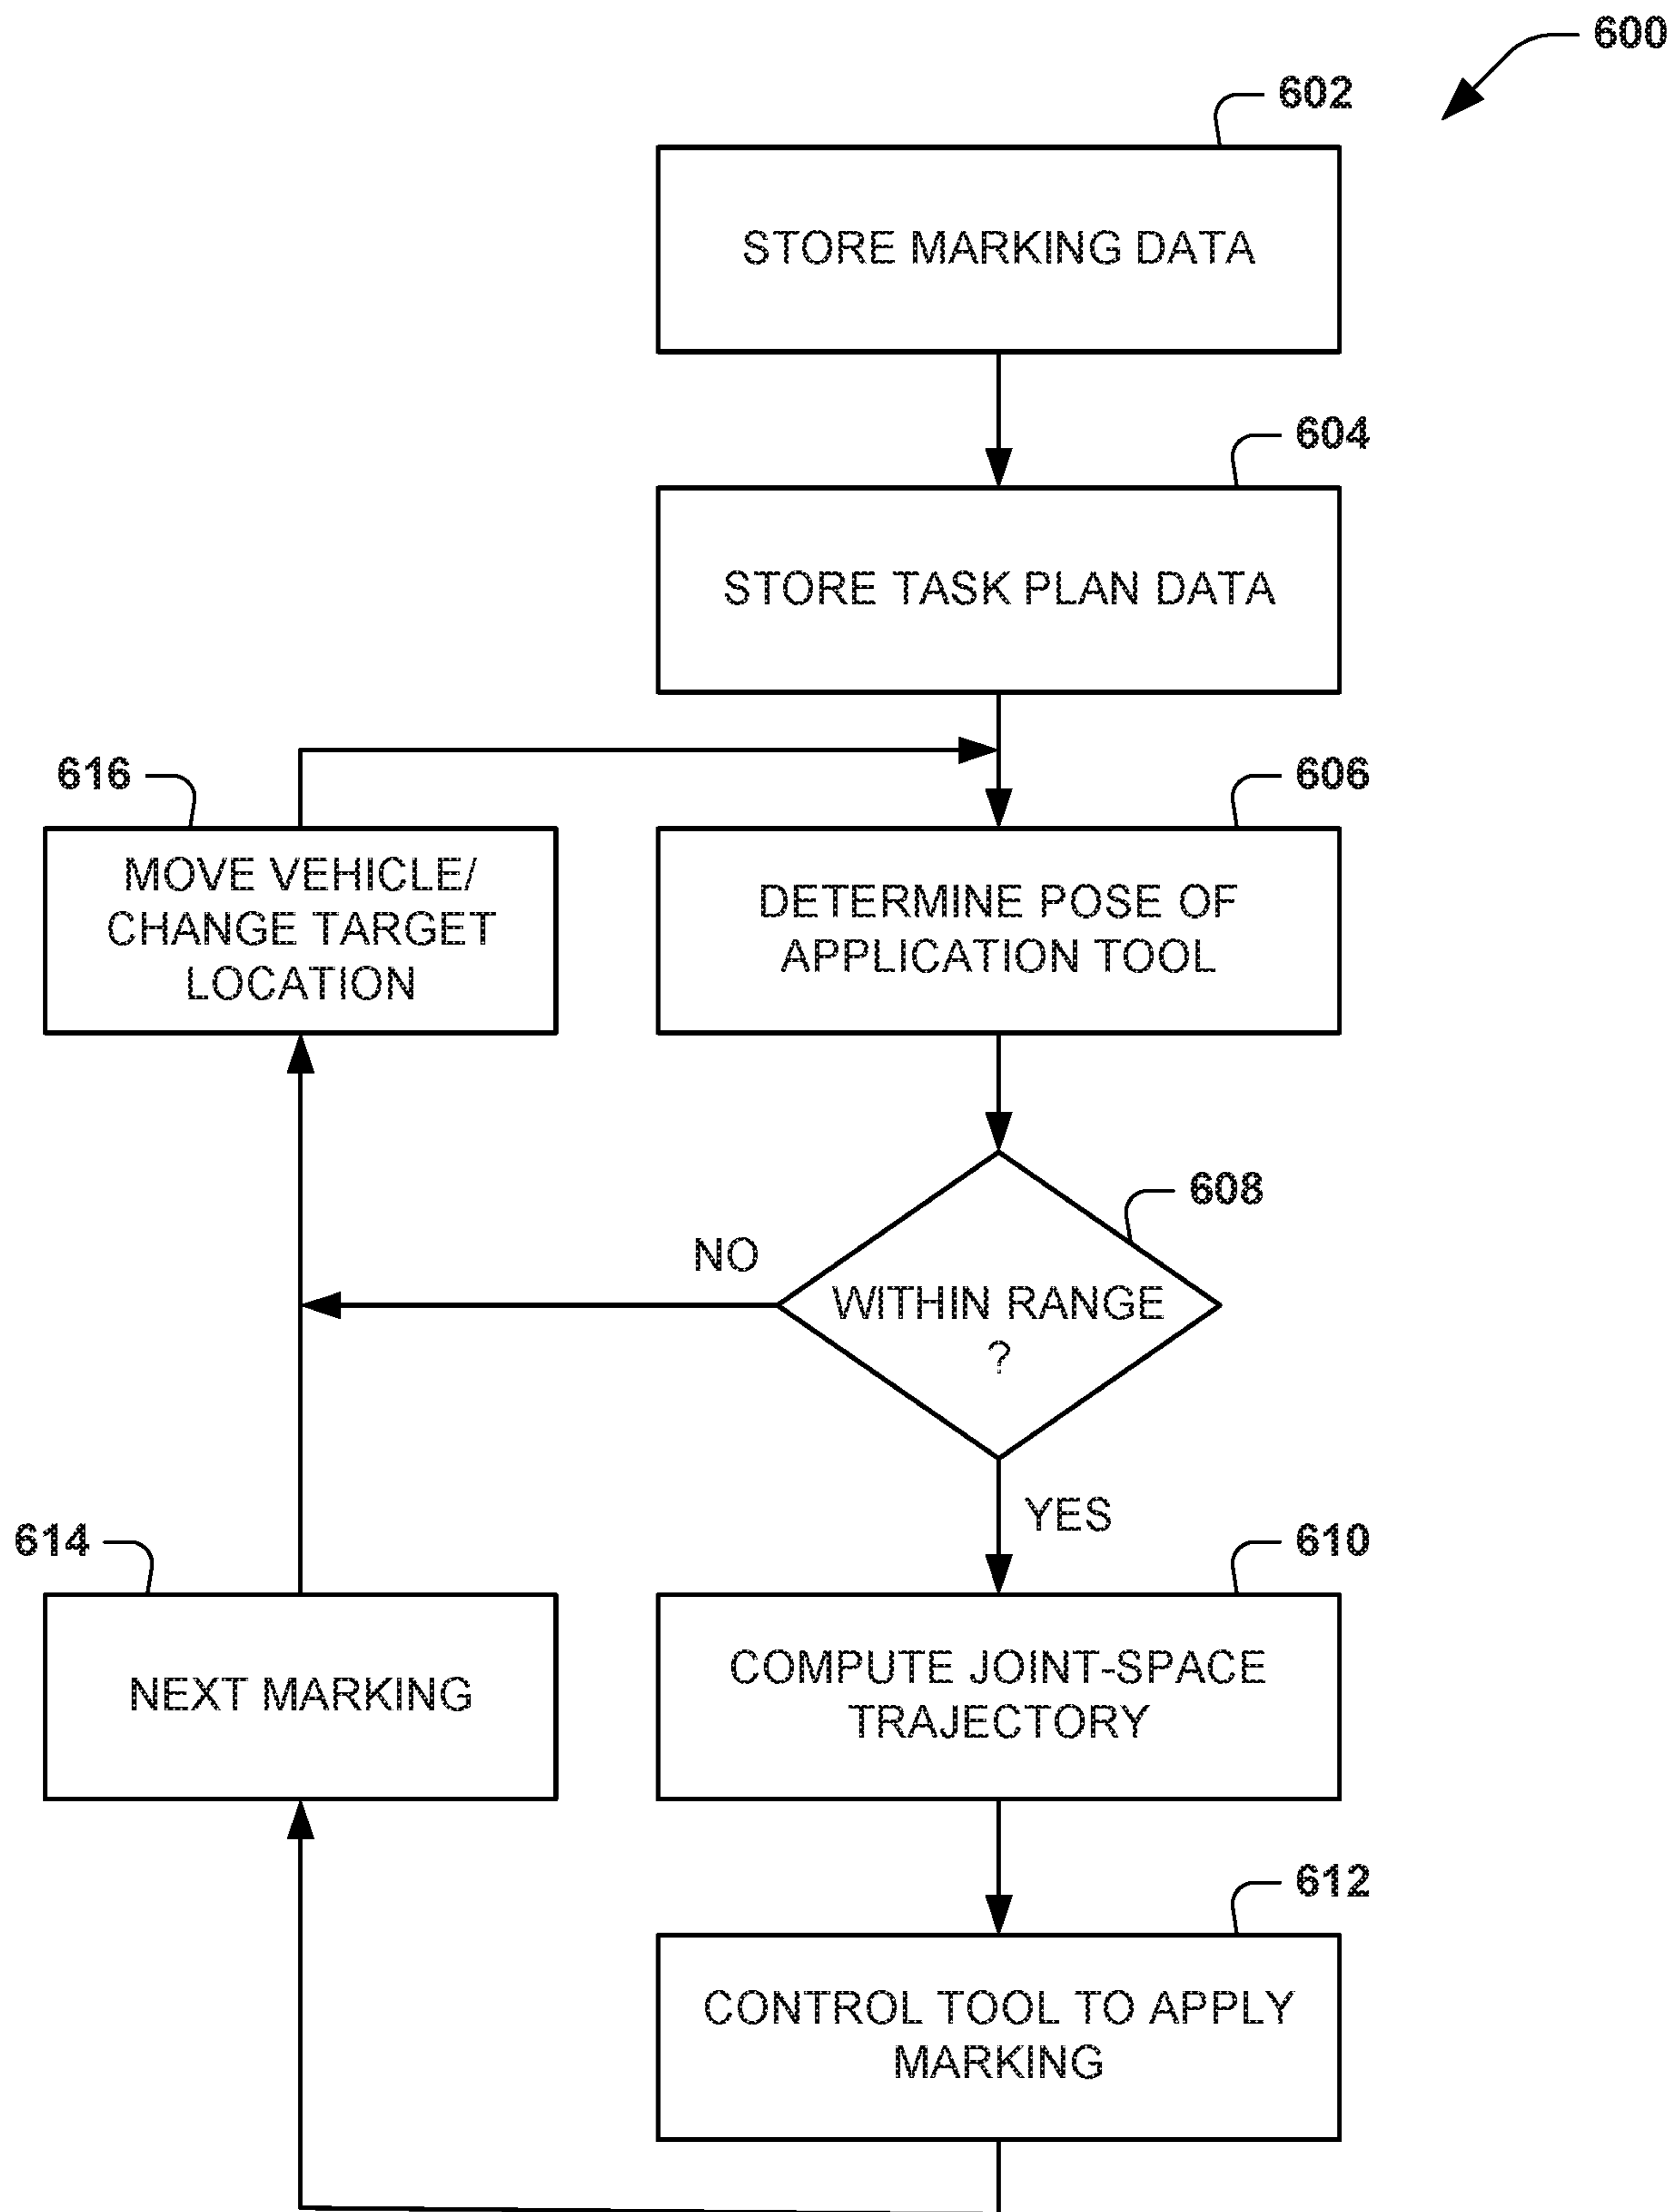 600
602
STORE MARKING DATA
604
STORE TASK PLAN DATA
616
606
MOVE VEHICLE/
CHANGE TARGET
LOCATION
DETERMINE POSE OF
APPLICATION TOOL
608
NO
WITHIN RANGE
?
YES
614
610
NEXT MARKING
COMPUTE JOINT-SPACE
TRAJECTORY
612
CONTROL TOOL TO APPLY
MARKING